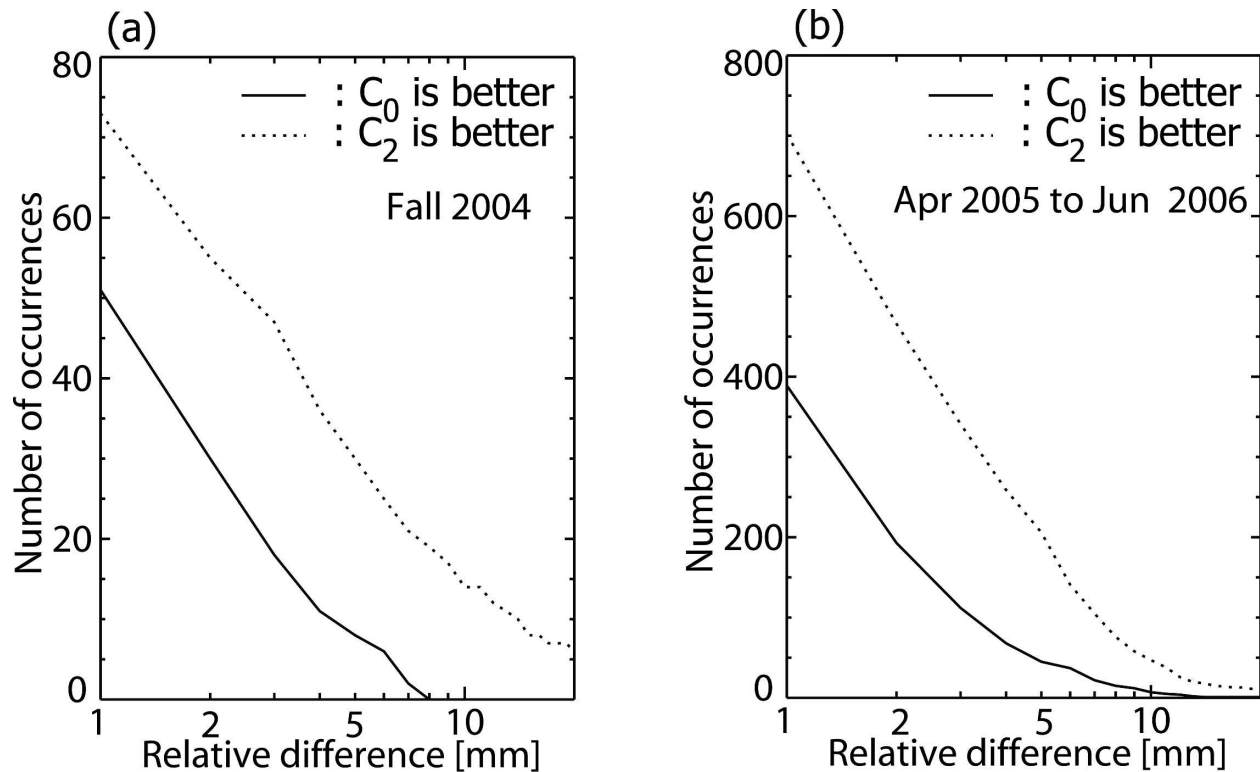 (a)
80
60
40
20
0
Number of occurrences
: C0 is better
: C2 is better
Fall 2004
1 2 5 10
Relative difference [mm]
(b)
800
600
400
200
0
Number of occurrences
: C0 is better
: C2 is better
Apr 2005 to Jun 2006
1 2 5 10
Relative difference [mm]